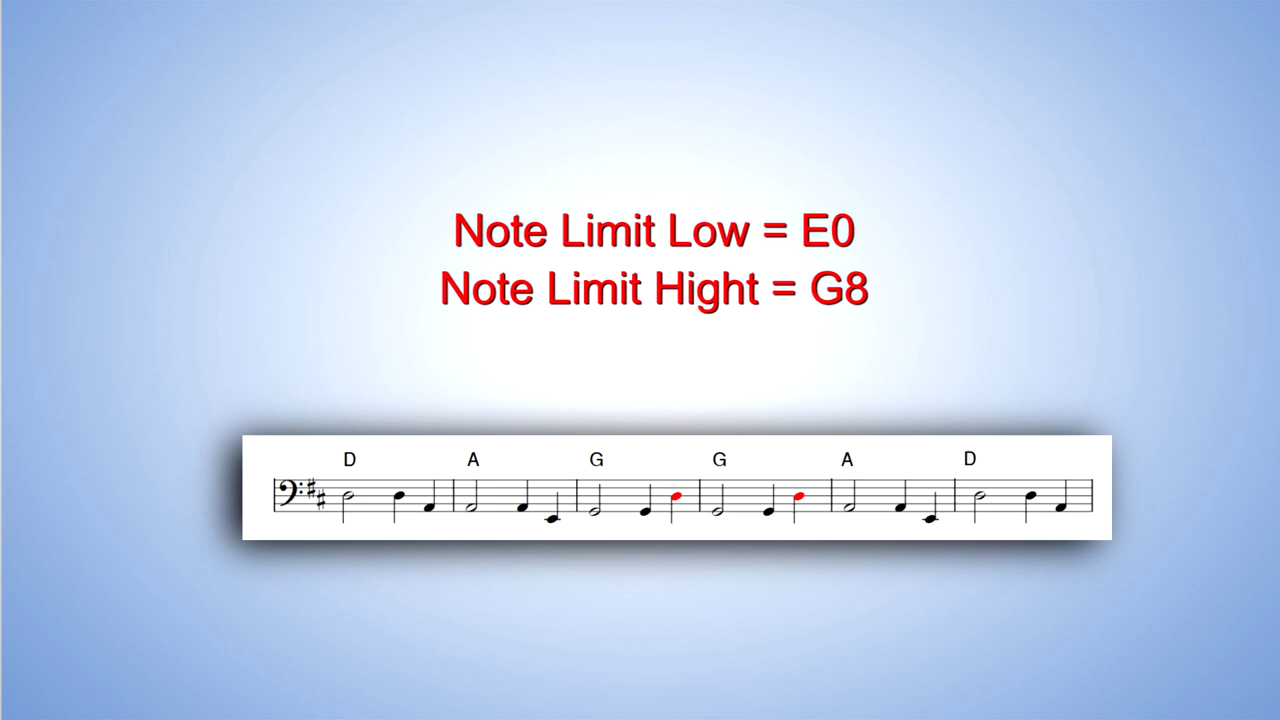 Note Limit Low = E0
Note Limit Hight = G8
D A G G A D